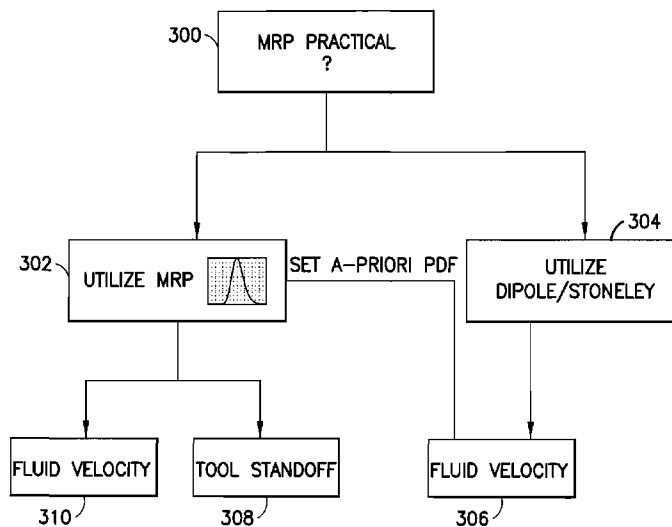 300
MRP PRACTICAL
?
304
302
UTILIZE MRP
SET A-PRIORI PDF
UTILIZE
DIPOLE/STONELEY
FLUID VELOCITY
TOOL STANDOFF
FLUID VELOCITY
310
308
306